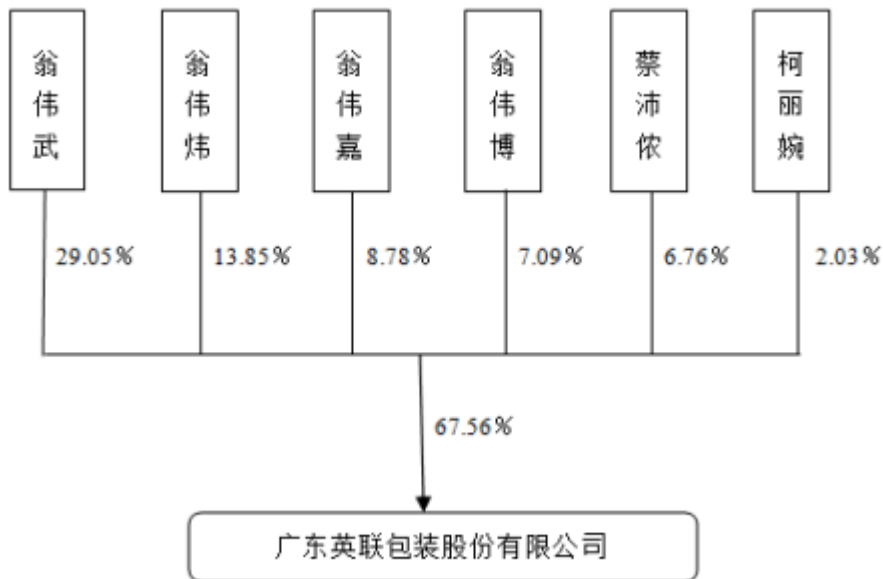 翁伟武
翁伟炜
翁伟嘉
翁伟博
蔡沛侬
柯丽婉
29.05%
13.85%
8.78%
7.09%
6.76%
2.03%
67.56%
广东英联包装股份有限公司